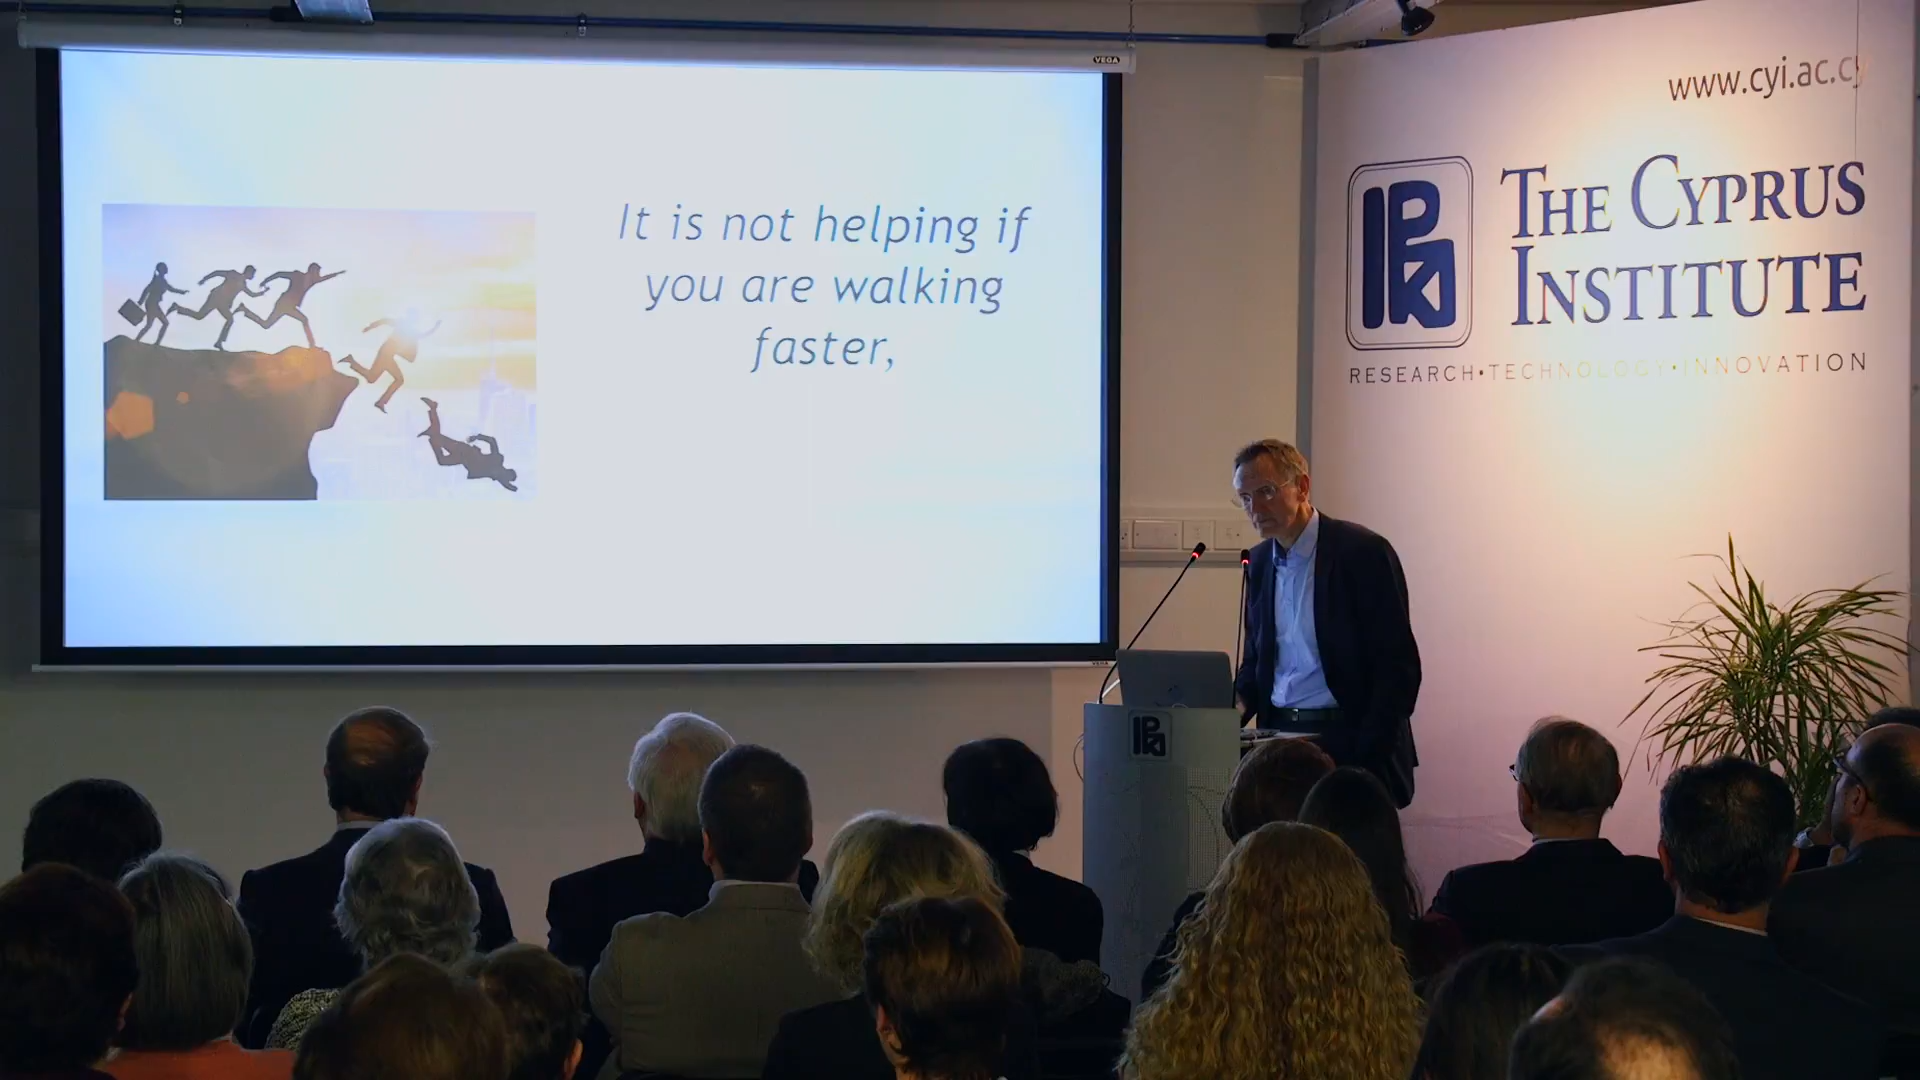 VEGA
It is not helping if
you are walking
faster,
VEGA
www.cyi.ac.cy
THE CYPRUS
INSTITUTE
RESEARCH•TECHNOLOGY•INNOVATION